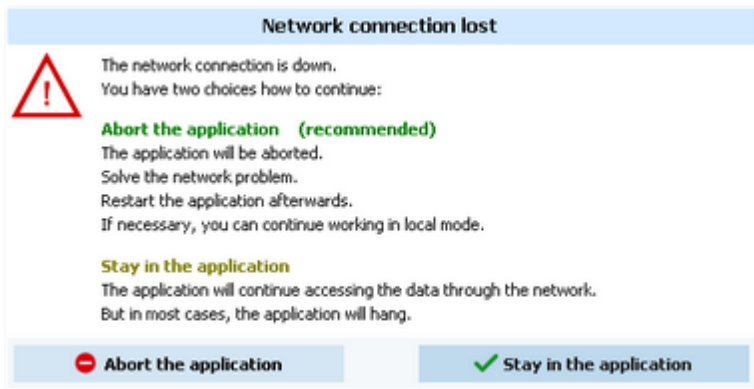 Network connection lost
The network connection is down.
You have two choices how to continue:
Abort the application (recommended)
The application will be aborted.
Solve the network problem.
Restart the application afterwards.
If necessary, you can continue working in local mode.
Stay in the application
The application will continue accessing the data through the network.
But in most cases, the application will hang.
Abort the application
Stay in the application